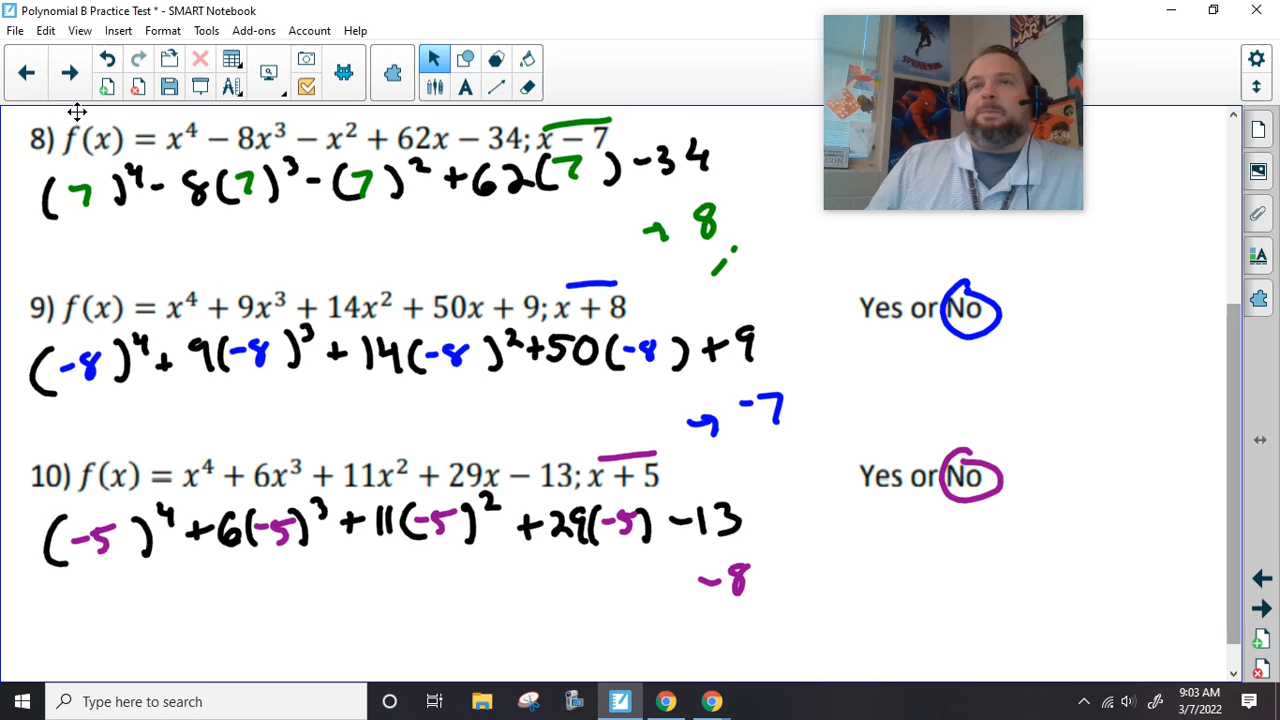 Polynomial B Practice Test * - SMART Notebook
File Edit View Insert Format Tools Add-ons Account Help
SPIDER-MAN
8) f(x) = x⁴ − 8x³ − x² + 62x − 34; x − 7
(7)⁴ - 8(7)³ - (7)² + 62(7) - 34
→ 8
9) f(x) = x⁴ + 9x³ + 14x² + 50x + 9; x + 8 Yes or No
(-8)⁴ + 9(-8)³ + 14(-8)² + 50(-8) + 9
→ -7
10) f(x) = x⁴ + 6x³ + 11x² + 29x − 13; x + 5 Yes or No
(-5)⁴ + 6(-5)³ + 11(-5)² + 29(-5) - 13
-8
Type here to search
9:03 AM
3/7/2022